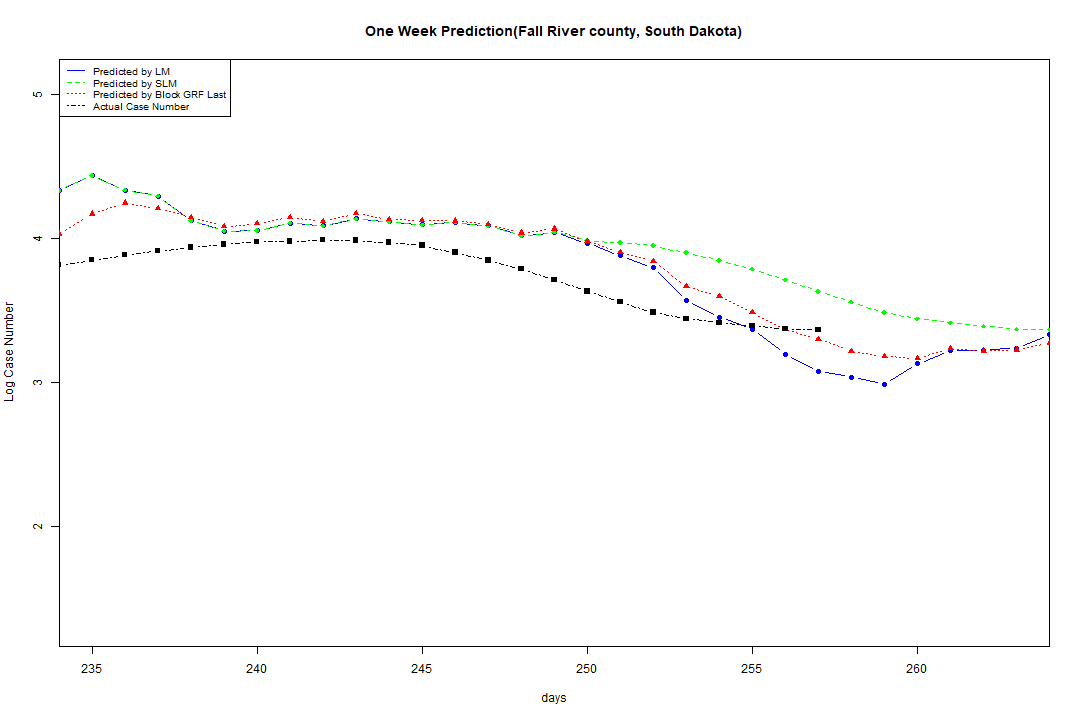 One Week Prediction(Fall River county, South Dakota)
Predicted by LM
Predicted by SLM
Predicted by Block GRF Last
Actual Case Number
5
4
3
2
Log Case Number
235 240 245 250 255 260
days